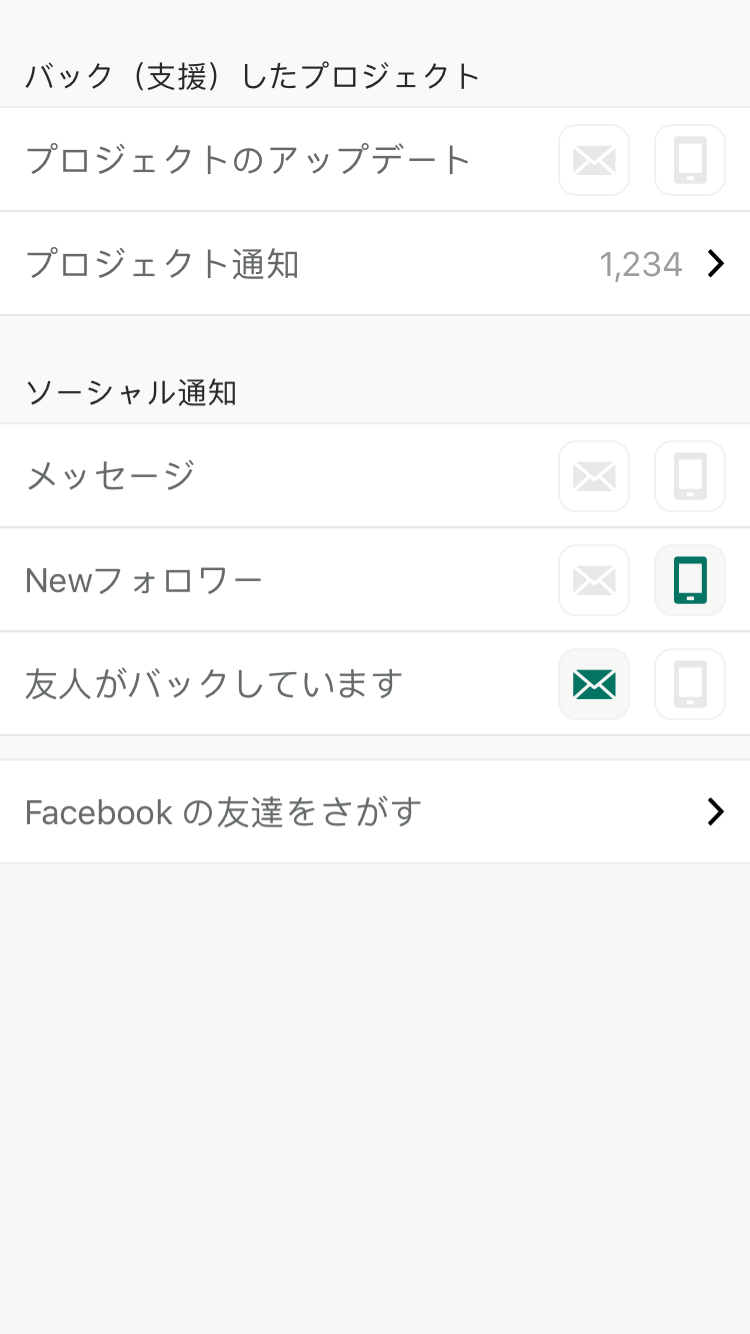 バック（支援）したプロジェクト
プロジェクトのアップデート
プロジェクト通知 1,234
ソーシャル通知
メッセージ
Newフォロワー
友人がバックしています
Facebook の友達をさがす